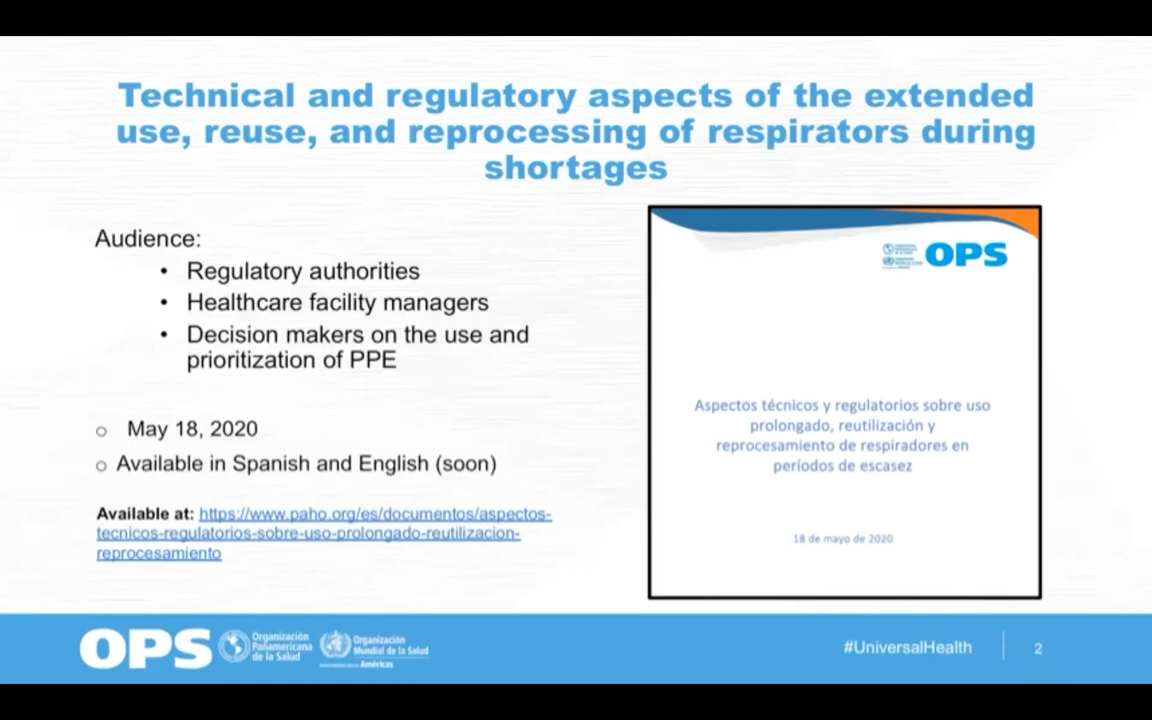 Technical and regulatory aspects of the extended
use, reuse, and reprocessing of respirators during
shortages
Audience:
• Regulatory authorities
• Healthcare facility managers
• Decision makers on the use and
prioritization of PPE
o May 18, 2020
o Available in Spanish and English (soon)
Available at: https://www.paho.org/es/documentos/aspectos-
tecnicos-regulatorios-sobre-uso-prolongado-reutilizacion-
reprocesamiento
OPS
Aspectos técnicos y regulatorios sobre uso
prolongado, reutilización y
reprocesamiento de respiradores en
períodos de escasez
18 de mayo de 2020
OPS
Organización
Panamericana
de la Salud
Organización
Mundial de la Salud
Américas
#UniversalHealth
2